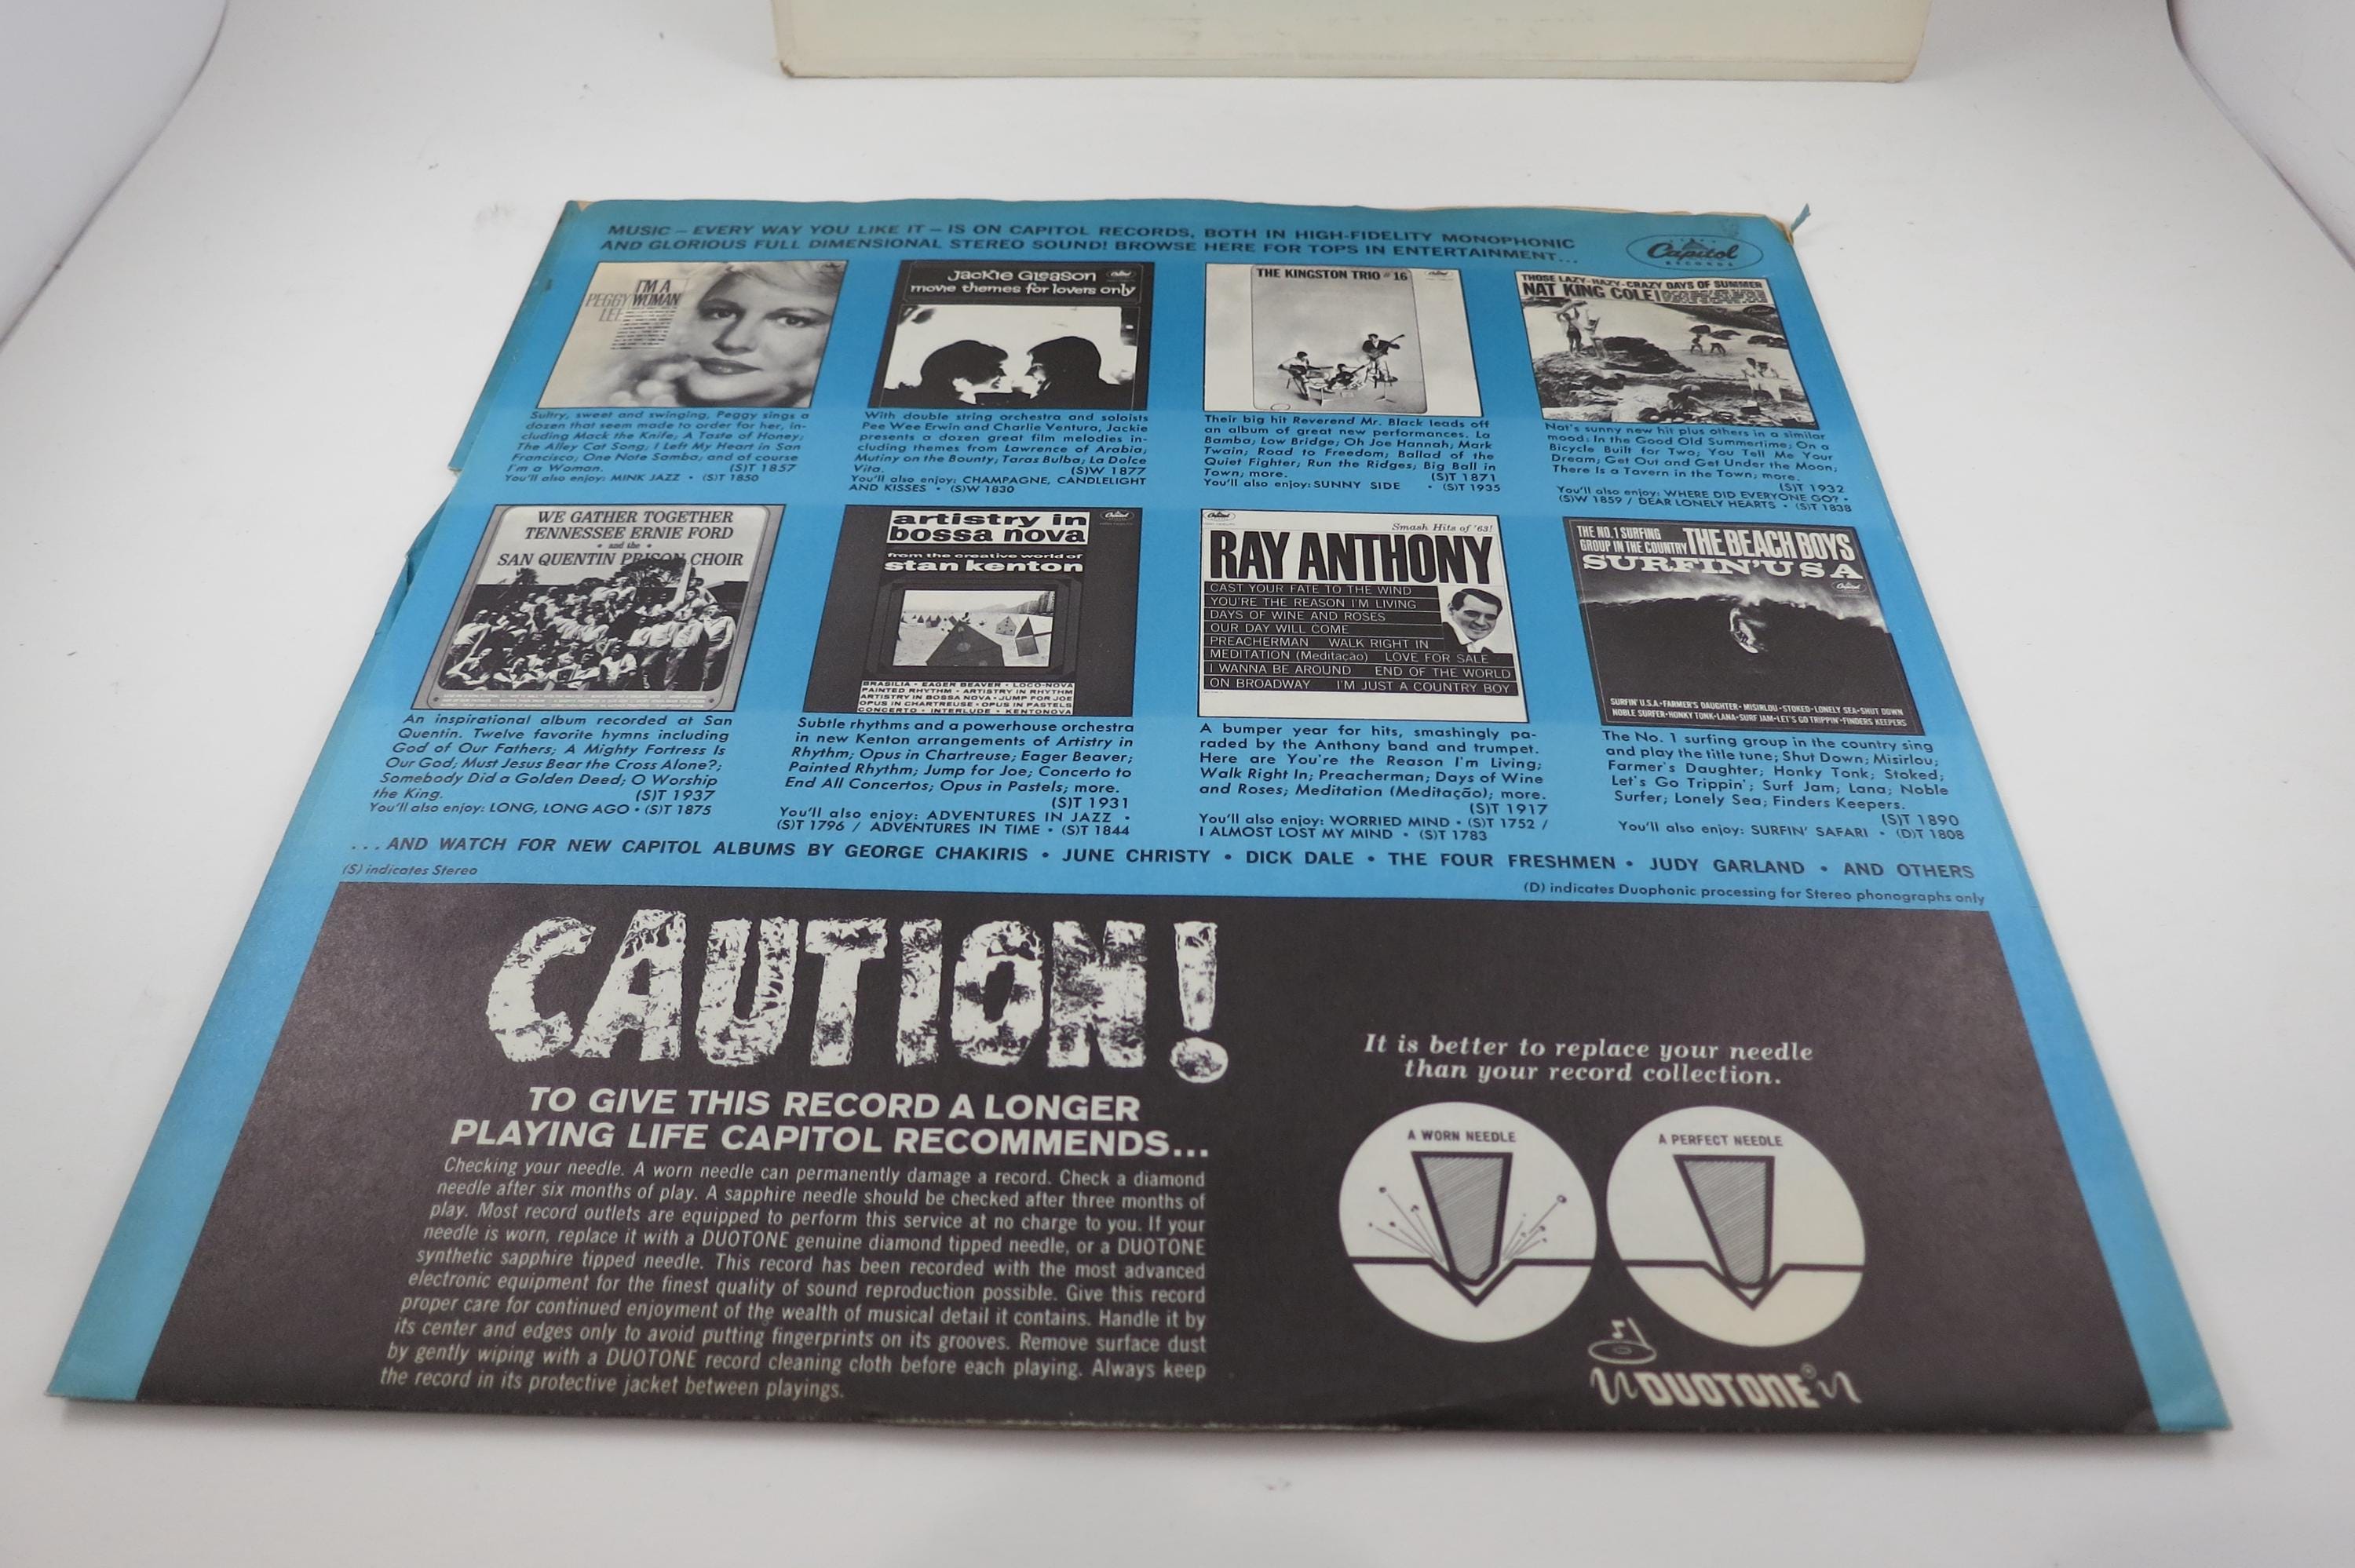 MUSIC – EVERY WAY YOU LIKE IT – IS ON CAPITOL RECORDS, BOTH IN HIGH-FIDELITY MONOPHONIC
AND GLORIOUS FULL DIMENSIONAL STEREO SOUND! BROWSE HERE FOR TOPS IN ENTERTAINMENT...
Capitol
RECORDS
I'M A
PEGGY WOMAN
LEE
Sultry, sweet and swinging, Peggy sings a
dozen that seem made to order for her, in-
cluding Mack the Knife; A Taste of Honey;
The Alley Cat Song; I Left My Heart in San
Francisco; One Note Samba; and of course
I'm a Woman. (S)T 1857
You'll also enjoy: MINK JAZZ • (S)T 1850
Jackie Gleason
movie themes for lovers only
With double string orchestra and soloists
Pee Wee Erwin and Charlie Ventura, Jackie
presents a dozen great film melodies in-
cluding themes from Lawrence of Arabia;
Mutiny on the Bounty; Taras Bulba; La Dolce
Vita. (S)W 1877
You'll also enjoy: CHAMPAGNE, CANDLELIGHT
AND KISSES • (S)W 1830
THE KINGSTON TRIO # 16
Their big hit Reverend Mr. Black leads off
an album of great new performances. La
Bamba; Low Bridge; Oh Joe Hannah; Mark
Twain; Road to Freedom; Ballad of the
Quiet Fighter; Run the Ridges; Big Ball in
Town; more. (S)T 1871
You'll also enjoy: SUNNY SIDE • (S)T 1935
THOSE LAZY-HAZY-CRAZY DAYS OF SUMMER
NAT KING COLE!
Nat's sunny new hit plus others in a similar
mood: In the Good Old Summertime; On a
Bicycle Built for Two; You Tell Me Your
Dream; Get Out and Get Under the Moon;
There Is a Tavern in the Town; more.
(S)T 1932
You'll also enjoy: WHERE DID EVERYONE GO? •
(S)W 1859 / DEAR LONELY HEARTS • (S)T 1838
WE GATHER TOGETHER
TENNESSEE ERNIE FORD
• and the •
SAN QUENTIN PRISON CHOIR
An inspirational album recorded at San
Quentin. Twelve favorite hymns including
God of Our Fathers; A Mighty Fortress Is
Our God; Must Jesus Bear the Cross Alone?;
Somebody Did a Golden Deed; O Worship
the King. (S)T 1937
You'll also enjoy: LONG, LONG AGO • (S)T 1875
artistry in
bossa nova
from the creative world of
stan kenton
BRASILIA • EAGER BEAVER • LOCO-NOVA
PAINTED RHYTHM • ARTISTRY IN RHYTHM
ARTISTRY IN BOSSA NOVA • JUMP FOR JOE
OPUS IN CHARTREUSE • OPUS IN PASTELS
CONCERTO • INTERLUDE • KENTONOVA
Subtle rhythms and a powerhouse orchestra
in new Kenton arrangements of Artistry in
Rhythm; Opus in Chartreuse; Eager Beaver;
Painted Rhythm; Jump for Joe; Concerto to
End All Concertos; Opus in Pastels; more.
(S)T 1931
You'll also enjoy: ADVENTURES IN JAZZ •
(S)T 1796 / ADVENTURES IN TIME • (S)T 1844
Capitol
Smash Hits of '63!
RAY ANTHONY
CAST YOUR FATE TO THE WIND
YOU'RE THE REASON I'M LIVING
DAYS OF WINE AND ROSES
OUR DAY WILL COME
PREACHERMAN WALK RIGHT IN
MEDITATION (Meditação) LOVE FOR SALE
I WANNA BE AROUND END OF THE WORLD
ON BROADWAY I'M JUST A COUNTRY BOY
A bumper year for hits, smashingly pa-
raded by the Anthony band and trumpet.
Here are You're the Reason I'm Living;
Walk Right In; Preacherman; Days of Wine
and Roses; Meditation (Meditação); more.
(S)T 1917
You'll also enjoy: WORRIED MIND • (S)T 1752 /
I ALMOST LOST MY MIND • (S)T 1783
THE NO. 1 SURFING
GROUP IN THE COUNTRY THE BEACH BOYS
SURFIN' USA
Capitol
SURFIN' U.S.A•FARMER'S DAUGHTER•MISIRLOU•STOKED•LONELY SEA•SHUT DOWN
NOBLE SURFER•HONKY TONK•LANA•SURF JAM•LET'S GO TRIPPIN'•FINDERS KEEPERS
The No. 1 surfing group in the country sing
and play the title tune; Shut Down; Misirlou;
Farmer's Daughter; Honky Tonk; Stoked;
Let's Go Trippin'; Surf Jam; Lana; Noble
Surfer; Lonely Sea; Finders Keepers.
(S)T 1890
You'll also enjoy: SURFIN' SAFARI • (D)T 1808
...AND WATCH FOR NEW CAPITOL ALBUMS BY GEORGE CHAKIRIS • JUNE CHRISTY • DICK DALE • THE FOUR FRESHMEN • JUDY GARLAND • AND OTHERS
(S) indicates Stereo
(D) indicates Duophonic processing for Stereo phonographs only
CAUTION!
TO GIVE THIS RECORD A LONGER
PLAYING LIFE CAPITOL RECOMMENDS...
Checking your needle. A worn needle can permanently damage a record. Check a diamond
needle after six months of play. A sapphire needle should be checked after three months of
play. Most record outlets are equipped to perform this service at no charge to you. If your
needle is worn, replace it with a DUOTONE genuine diamond tipped needle, or a DUOTONE
synthetic sapphire tipped needle. This record has been recorded with the most advanced
electronic equipment for the finest quality of sound reproduction possible. Give this record
proper care for continued enjoyment of the wealth of musical detail it contains. Handle it by
its center and edges only to avoid putting fingerprints on its grooves. Remove surface dust
by gently wiping with a DUOTONE record cleaning cloth before each playing. Always keep
the record in its protective jacket between playings.
It is better to replace your needle
than your record collection.
A WORN NEEDLE
A PERFECT NEEDLE
DUOTONE®